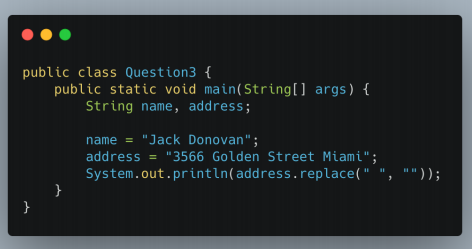 public class Question3 {
    public static void main(String[] args) {
        String name, address;

        name = "Jack Donovan";
        address = "3566 Golden Street Miami";
        System.out.println(address.replace(" ", ""));
    }
}